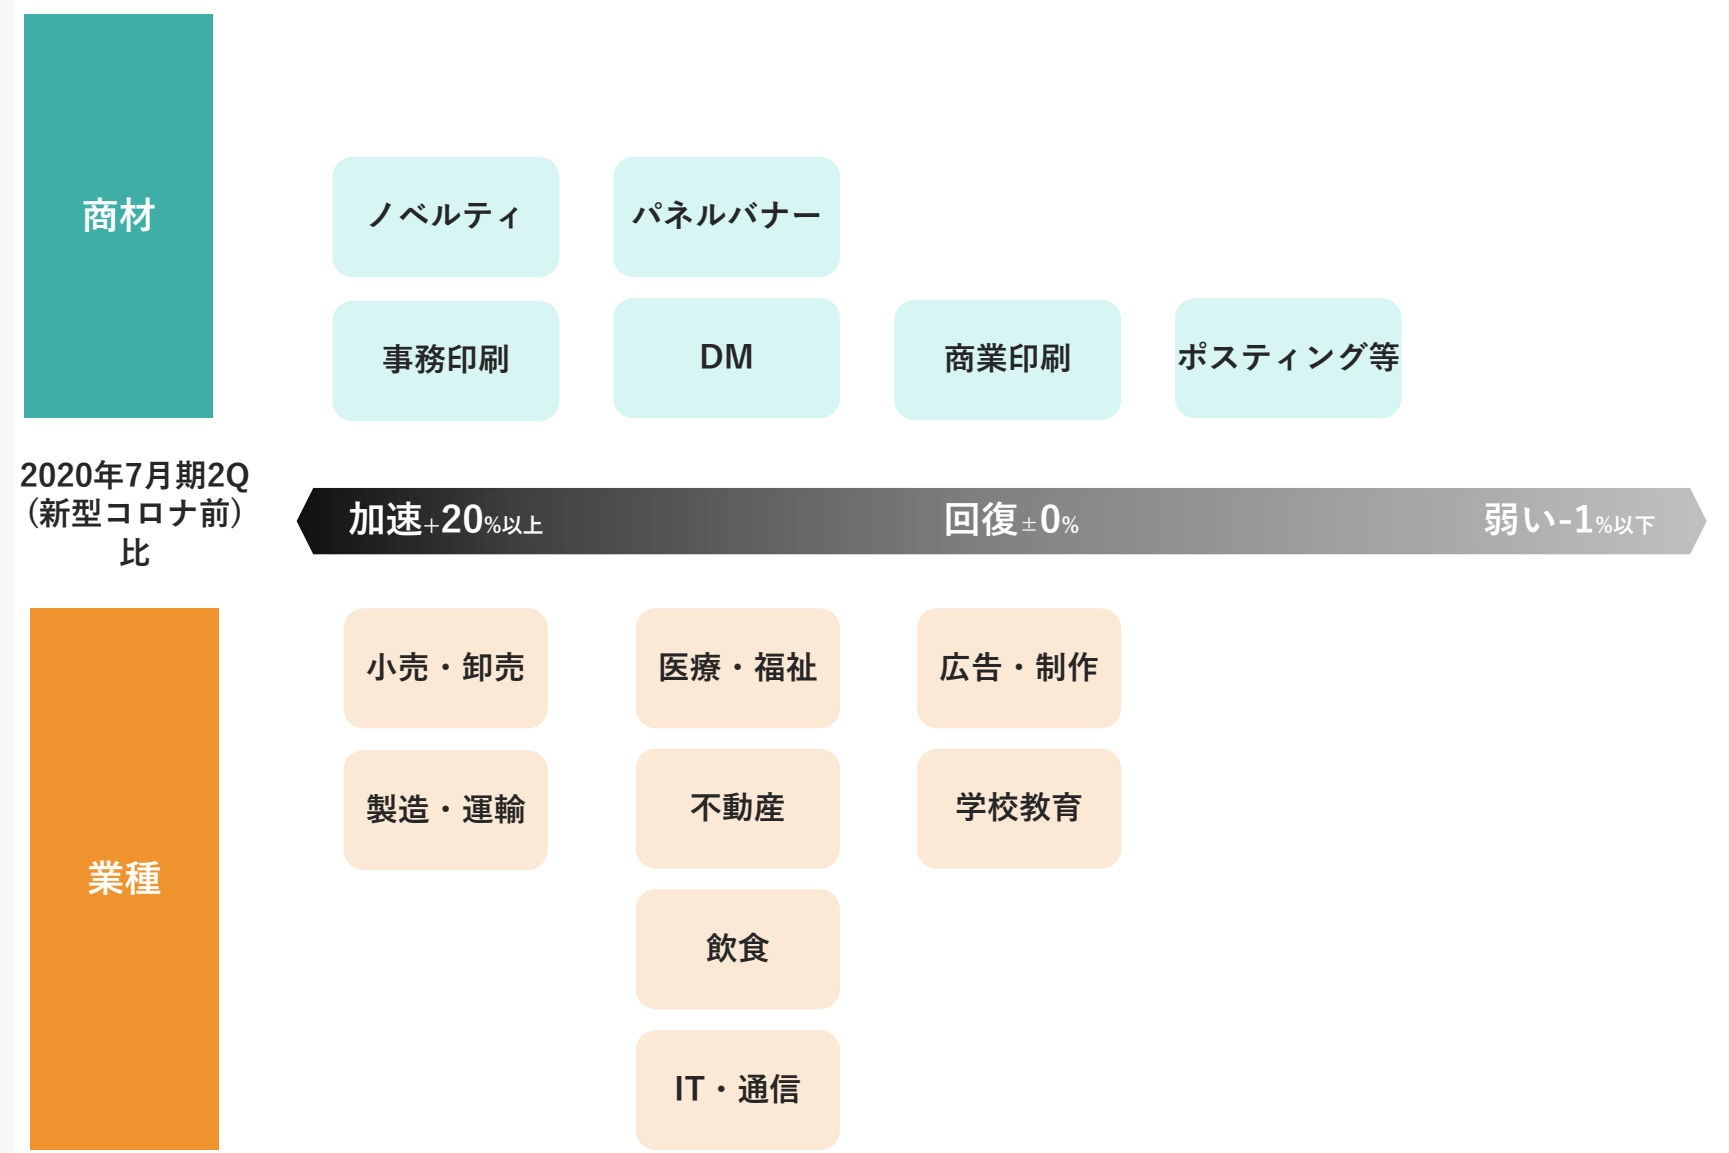 商材
ノベルティ
パネルバナー
事務印刷
DM
商業印刷
ポスティング等
2020年7月期2Q
(新型コロナ前)
比
加速+20%以上
回復±0%
弱い-1%以下
業種
小売・卸売
医療・福祉
広告・制作
製造・運輸
不動産
学校教育
飲食
IT・通信